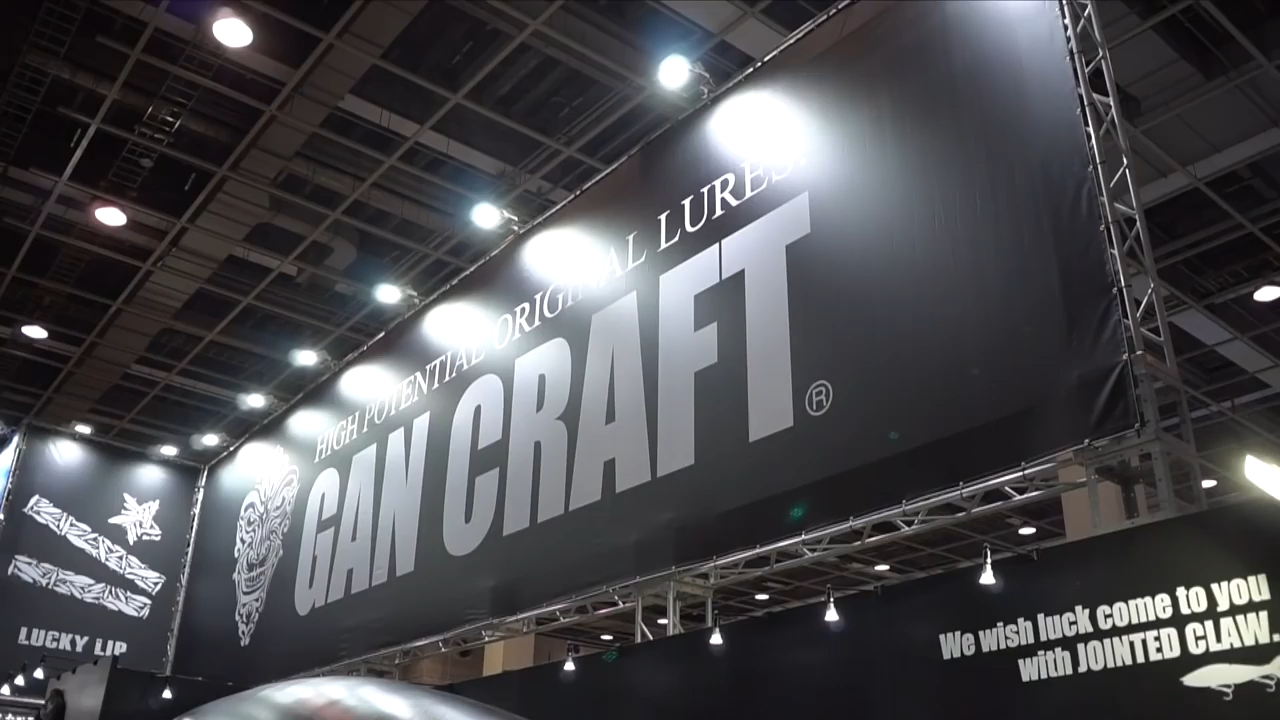 HIGH POTENTIAL ORIGINAL LURES.
GAN CRAFT®
LUCKY LIP
We wish luck come to you
with JOINTED CLAW.